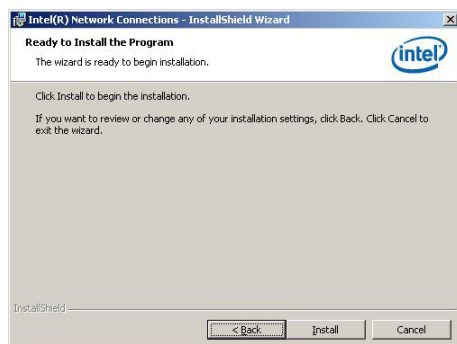 Intel(R) Network Connections - InstallShield Wizard
Ready to Install the Program
The wizard is ready to begin installation.
intel
Click Install to begin the installation.
If you want to review or change any of your installation settings, click Back. Click Cancel to
exit the wizard.
InstallShield
< Back
Install
Cancel